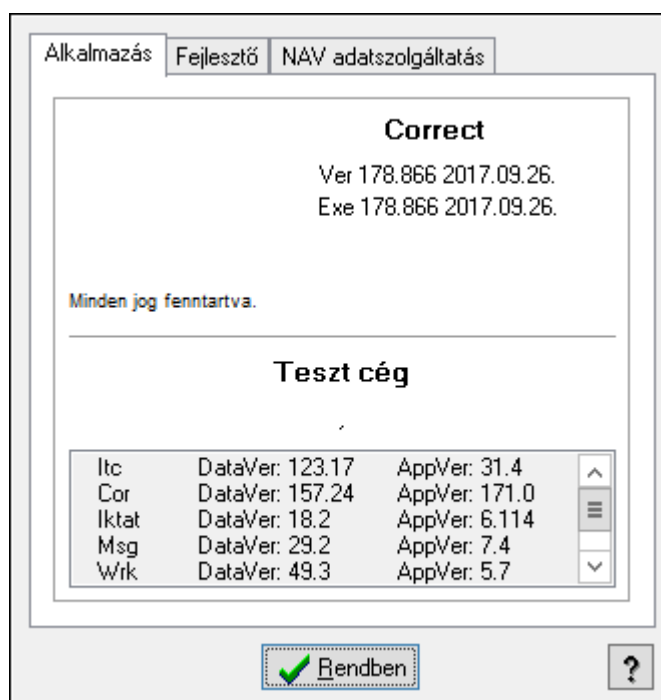 Alkalmazás Fejlesztő NAV adatszolgáltatás
Correct
Ver 178.866 2017.09.26.
Exe 178.866 2017.09.26.
Minden jog fenntartva.
Teszt cég
,
Itc DataVer: 123.17 AppVer: 31.4
Cor DataVer: 157.24 AppVer: 171.0
Iktat DataVer: 18.2 AppVer: 6.114
Msg DataVer: 29.2 AppVer: 7.4
Wrk DataVer: 49.3 AppVer: 5.7
Rendben ?